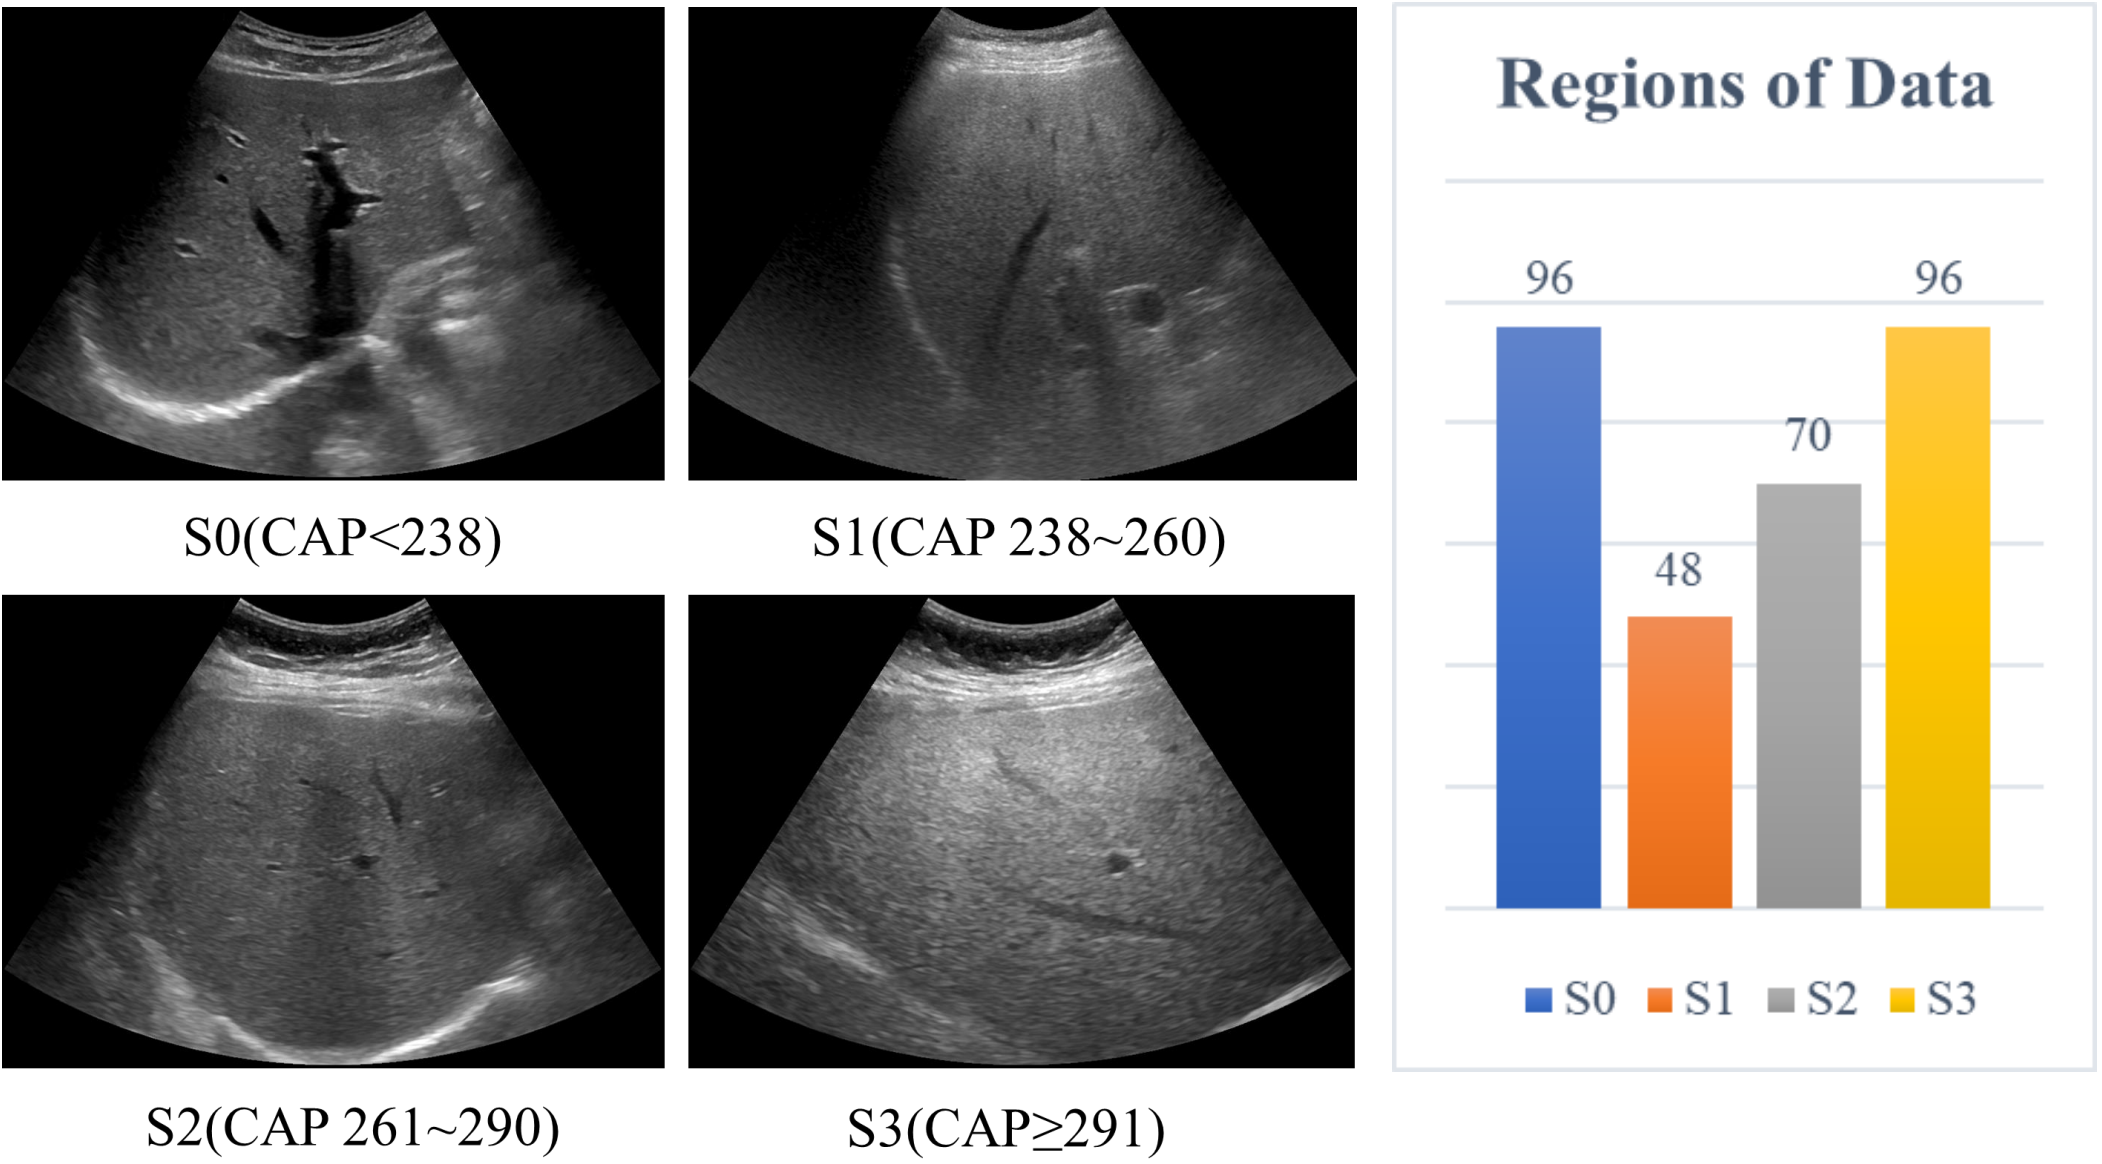 S0(CAP<238)
S1(CAP 238~260)
S2(CAP 261~290)
S3(CAP≥291)
Regions of Data
96
48
70
96
S0
S1
S2
S3